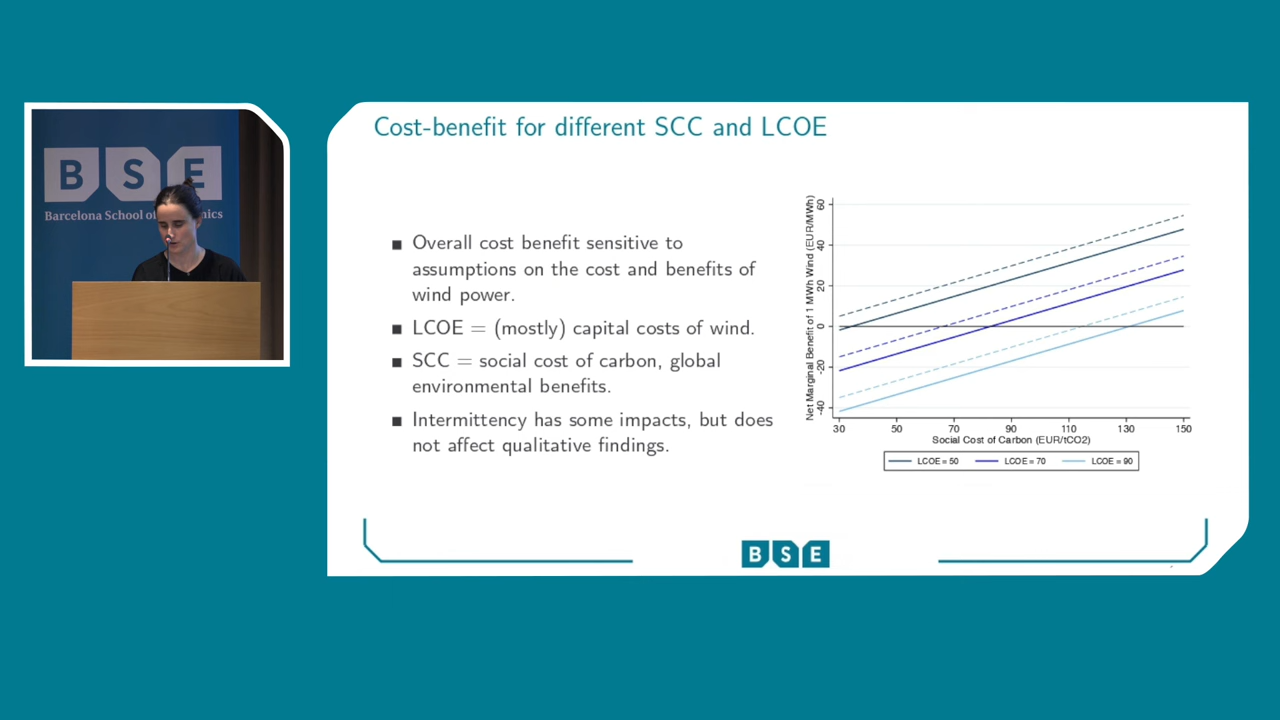 BSE
Barcelona School of
mics
Cost-benefit for different SCC and LCOE
■ Overall cost benefit sensitive to
assumptions on the cost and benefits of
wind power.
■ LCOE = (mostly) capital costs of wind.
■ SCC = social cost of carbon, global
environmental benefits.
■ Intermittency has some impacts, but does
not affect qualitative findings.
Net Marginal Benefit of 1 MWh Wind (EUR/MWh)
60
40
20
0
-20
-40
30 50 70 90 110 130 150
Social Cost of Carbon (EUR/tCO2)
LCOE = 50 LCOE = 70 LCOE = 90
BSE